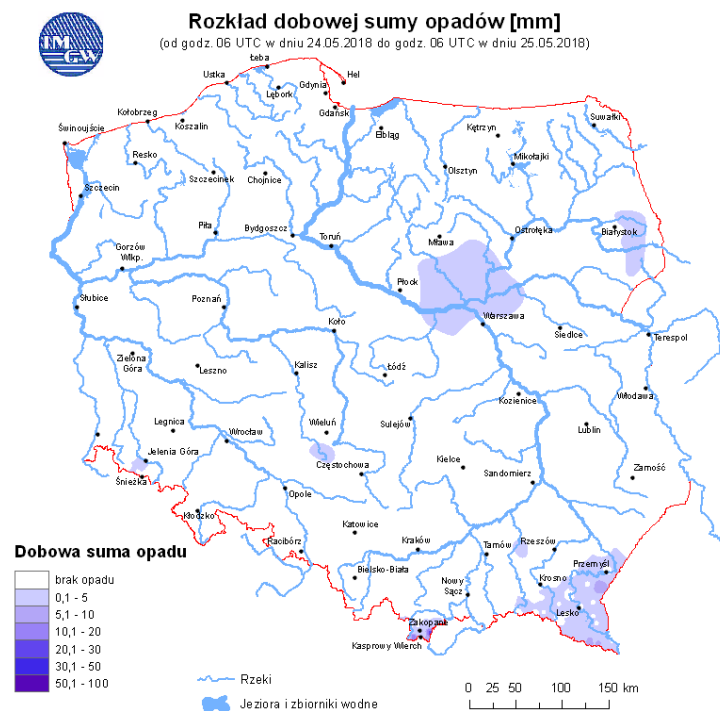 Rozkład dobowej sumy opadów [mm]
(od godz. 06 UTC w dniu 24.05.2018 do godz. 06 UTC w dniu 25.05.2018)
IM
GW
Łeba
Ustka
Hel
Gdynia
Lębork
Gdańsk
Kołobrzeg
Koszalin
Suwałki
Świnoujście
Elbląg
Kętrzyn
Resko
Mikołajki
Szczecinek
Chojnice
Olsztyn
Szczecin
Piła
Bydgoszcz
Toruń
Mława
Ostrołęka
Białystok
Gorzów
Wlkp.
Płock
Słubice
Poznań
Koło
Warszawa
Siedlce
Terespol
Zielona
Góra
Leszno
Kalisz
Łódź
Kozienice
Włodawa
Legnica
Wrocław
Wieluń
Sulejów
Lublin
Jelenia Góra
Częstochowa
Kielce
Sandomierz
Zamość
Śnieżka
Opole
Kłodzko
Katowice
Racibórz
Kraków
Tarnów
Rzeszów
Przemyśl
Bielsko-Biała
Nowy
Sącz
Krosno
Lesko
Zakopane
Kasprowy Wierch
Dobowa suma opadu
brak opadu
0,1 - 5
5,1 - 10
10,1 - 20
20,1 - 30
30,1 - 50
50,1 - 100
Rzeki
Jeziora i zbiorniki wodne
0 25 50 100 150 km